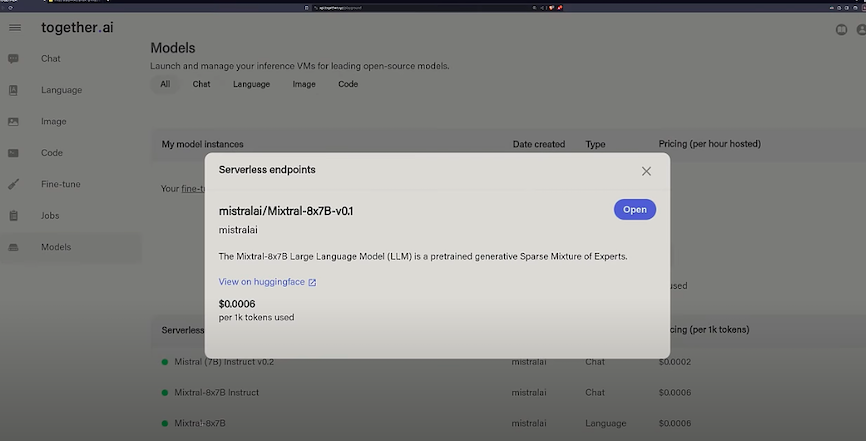 together.ai
Chat
Language
Image
Code
Fine-tune
Jobs
Models
Models
Launch and manage your inference VMs for leading open-source models.
All Chat Language Image Code
My model instances Date created Type Pricing (per hour hosted)
Your fine-tu
used
Serverless endpoints
mistralai/Mixtral-8x7B-v0.1
Open
mistralai
The Mixtral-8x7B Large Language Model (LLM) is a pretrained generative Sparse Mixture of Experts.
View on huggingface
$0.0006
per 1k tokens used
Serverless cing (per 1k tokens)
Mistral (7B) Instruct v0.2 mistralai Chat $0.0002
Mixtral-8x7B Instruct mistralai Chat $0.0006
Mixtral-8x7B mistralai Language $0.0006